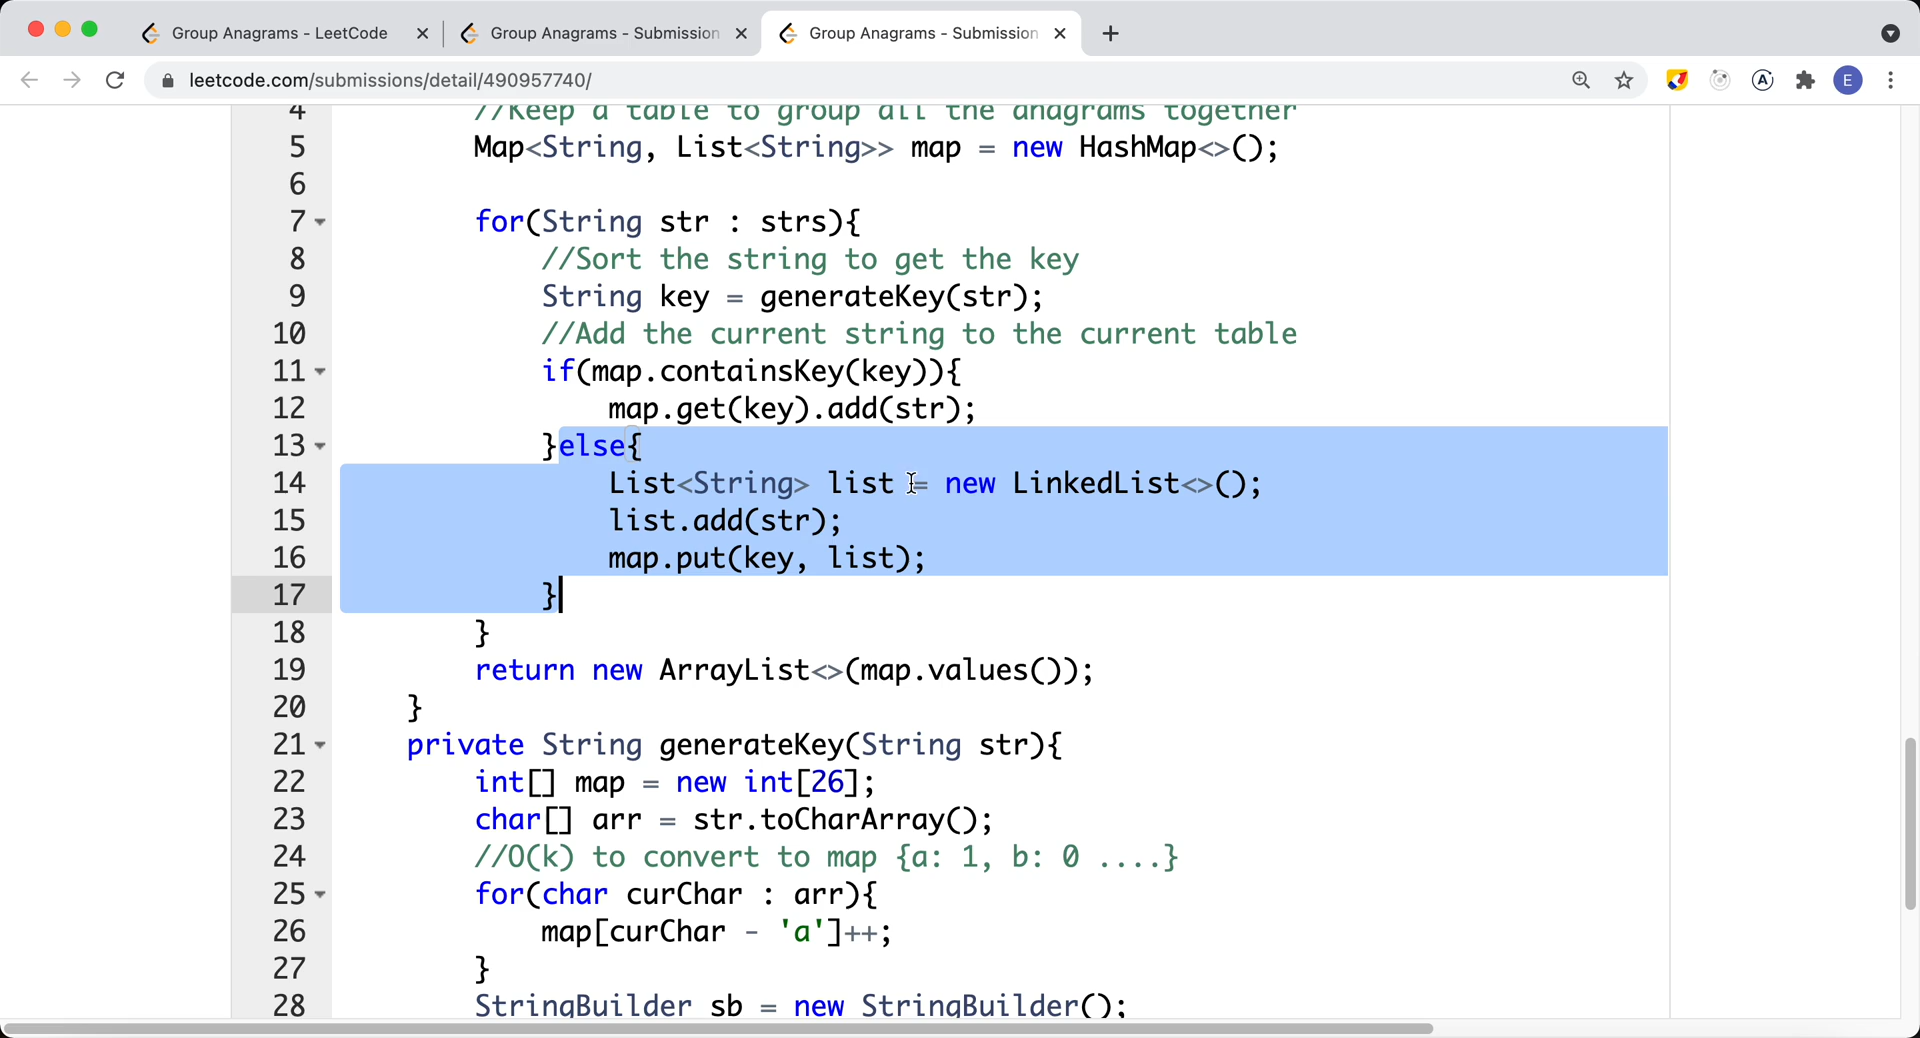 Group Anagrams - LeetCode
Group Anagrams - Submission
Group Anagrams - Submission
leetcode.com/submissions/detail/490957740/
E
4 //Keep a table to group all the anagrams together
5 Map<String, List<String>> map = new HashMap<>();
6
7 for(String str : strs){
8 //Sort the string to get the key
9 String key = generateKey(str);
10 //Add the current string to the current table
11 if(map.containsKey(key)){
12 map.get(key).add(str);
13 }else{
14 List<String> list = new LinkedList<>();
15 list.add(str);
16 map.put(key, list);
17 }
18 }
19 return new ArrayList<>(map.values());
20 }
21 private String generateKey(String str){
22 int[] map = new int[26];
23 char[] arr = str.toCharArray();
24 //O(k) to convert to map {a: 1, b: 0 ....}
25 for(char curChar : arr){
26 map[curChar - 'a']++;
27 }
28 StringBuilder sb = new StringBuilder();